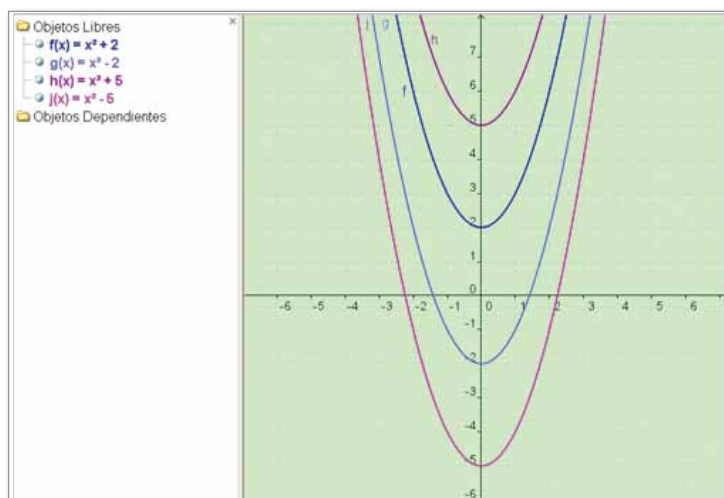 Objetos Libres
f(x) = x² + 2
g(x) = x² - 2
h(x) = x² + 5
j(x) = x² - 5
Objetos Dependientes
j g
h
f
7
6
5
4
3
2
1
0
-6 -5 -4 -3 -2 -1 0 1 2 3 4 5 6 7
-1
-2
-3
-4
-5
-6